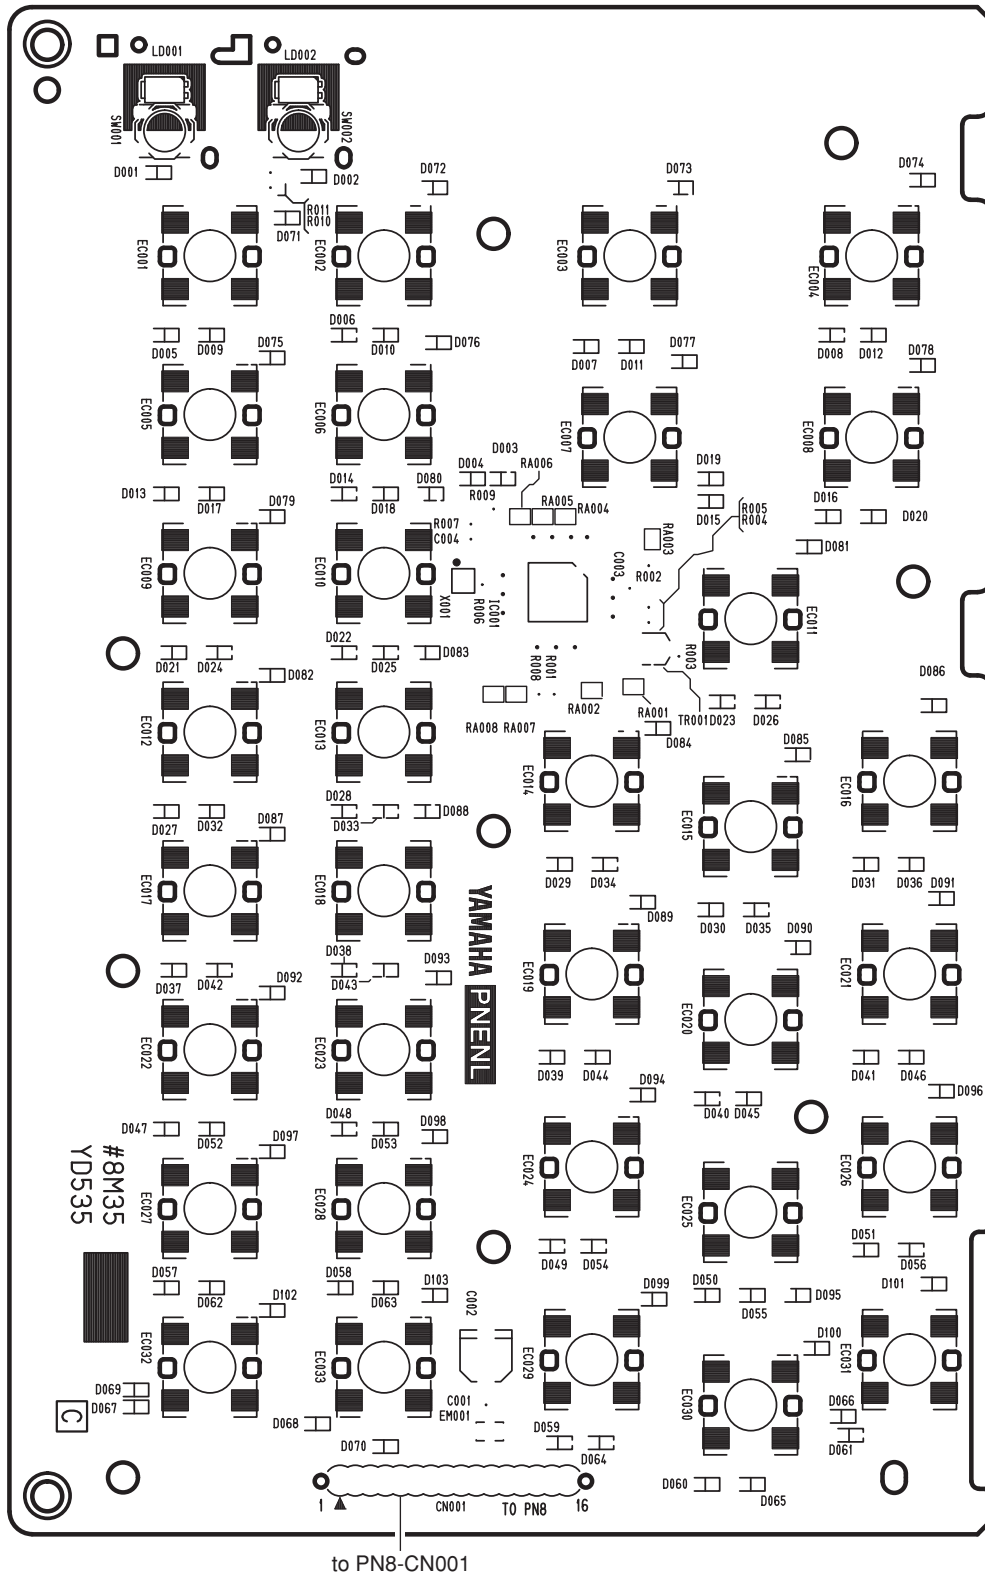 LD001
LD002
SW001
SW002
D001
D002
D072
D073
D074
R011
R010
D071
EC001
EC002
EC003
EC004
D005
D009
D075
D006
D010
D076
D007
D011
D077
D008
D012
D078
EC005
EC006
EC007
EC008
D004
D003
RA006
D019
D013
D017
D079
D014
D018
D080
R009
RA005
RA004
D015
R005
R004
D016
D020
R007
C004
RA003
D081
EC009
EC010
X001
R006
IC001
C003
R002
EC011
D021
D024
D082
D022
D025
D083
R008
R001
R003
D086
RA008
RA007
RA002
RA001
TR001
D023
D026
D084
D085
EC012
EC013
EC014
EC015
EC016
D027
D032
D087
D028
D033
D088
D029
D034
D031
D036
D091
EC017
EC018
D089
D030
D035
D090
YAMAHA
PNENL
D037
D042
D092
D038
D043
D093
EC019
EC020
EC021
EC022
EC023
D039
D044
D094
D040
D045
D041
D046
D096
D047
D052
D097
D048
D053
D098
#8M35
YD535
EC024
EC025
EC026
EC027
EC028
D049
D054
D051
D056
D057
D062
D102
D058
D063
D103
C002
D099
D050
D055
D095
D101
D100
EC032
EC033
EC029
EC030
EC031
D069
D067
C
D068
D070
C001
EM001
D059
D064
D066
D061
D060
D065
1
CN001
TO PN8
16
to PN8-CN001